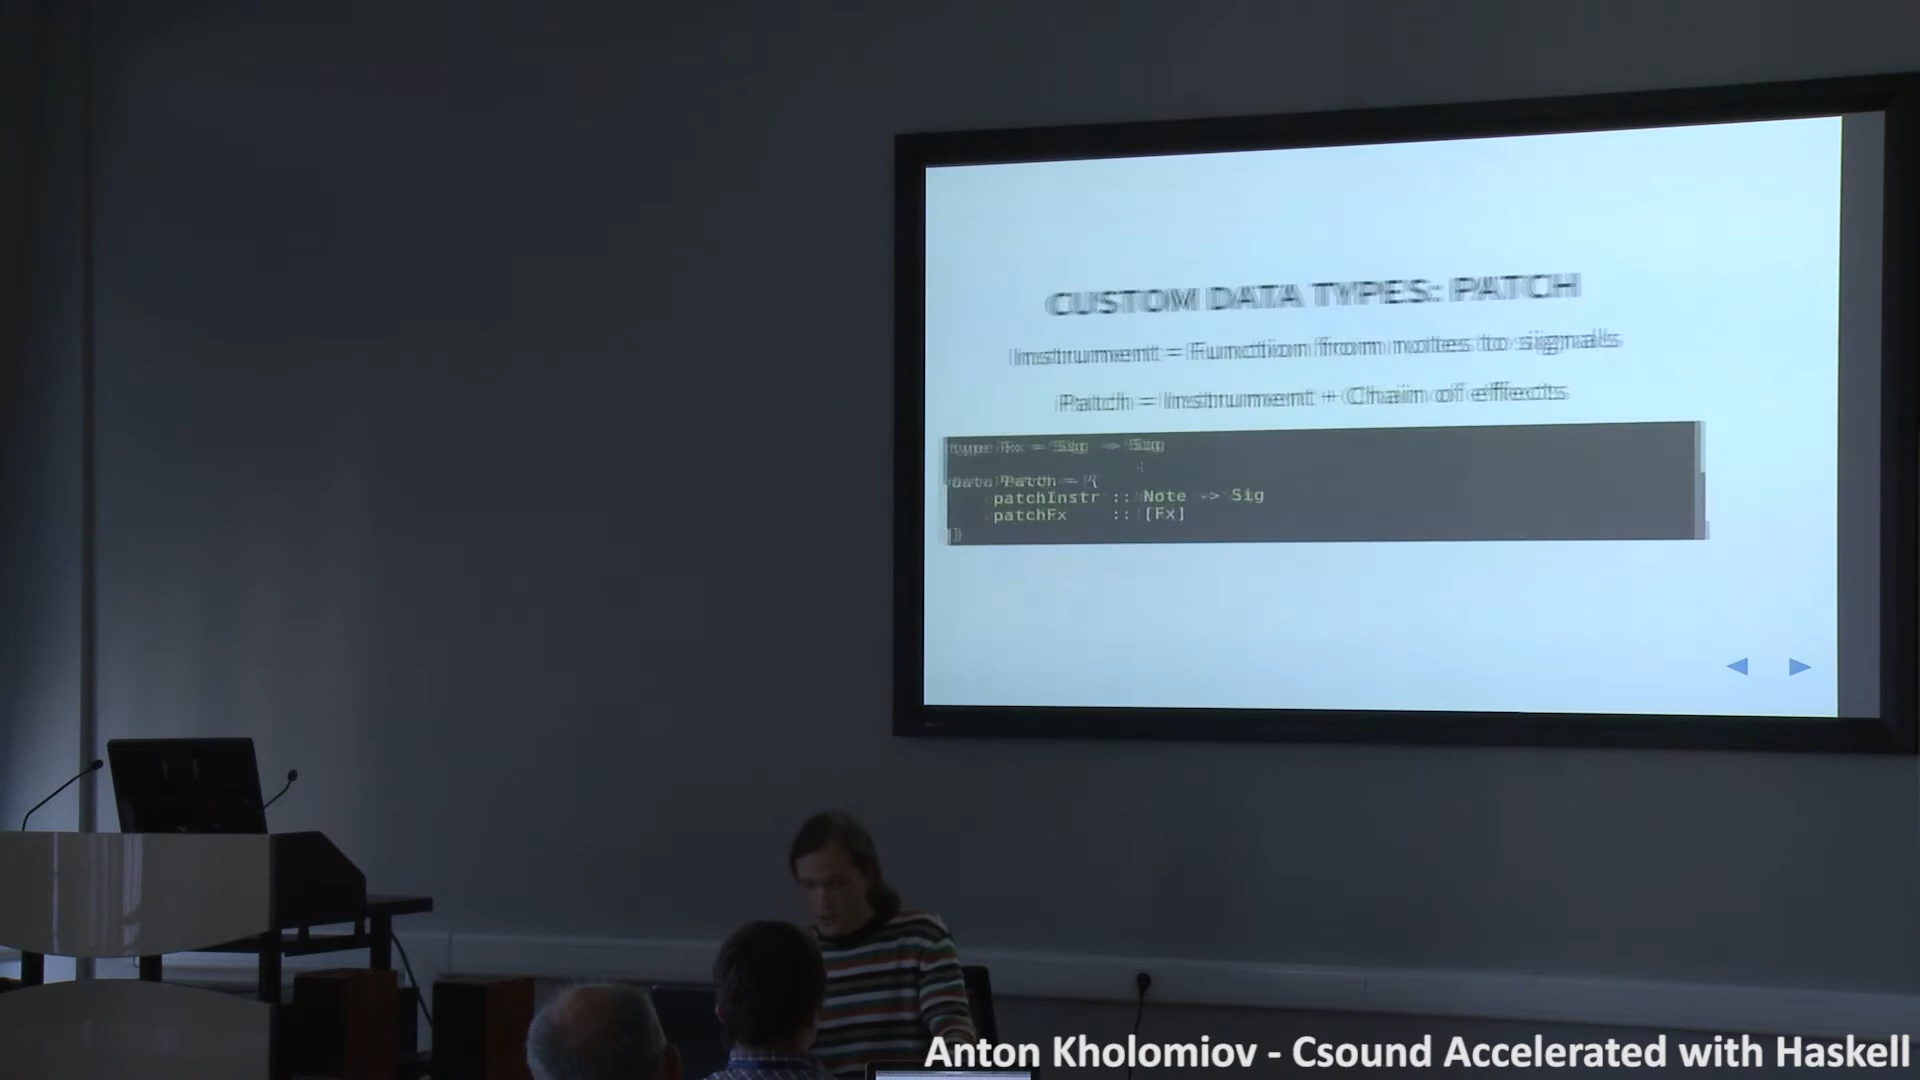 CUSTOM DATA TYPES: PATCH
Instrument = Function from notes to signals
Patch = Instrument + Chain of effects
type Fx = Sig -> Sig
data Patch = {
patchInstr :: Note -> Sig
patchFx :: [Fx]
}
Anton Kholomiov - Csound Accelerated with Haskell